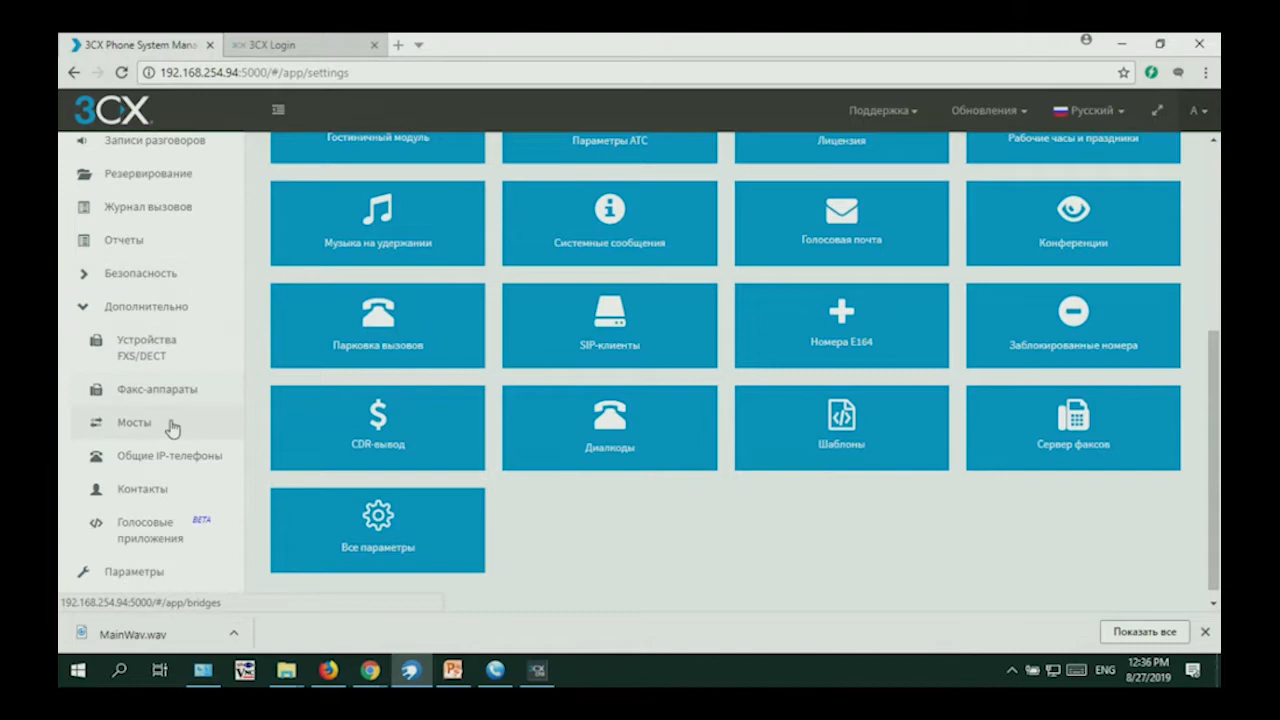 3CX Phone System Mana
3CX Login
192.168.254.94:5000/#/app/settings
3CX
Поддержка
Обновления
Русский
A
Записи разговоров
Резервирование
Журнал вызовов
Отчеты
Безопасность
Дополнительно
Устройства
FXS/DECT
Факс-аппараты
Мосты
Общие IP-телефоны
Контакты
Голосовые
приложения
BETA
Параметры
Гостиничный модуль
Параметры АТС
Лицензия
Рабочие часы и праздники
Музыка на удержании
Системные сообщения
Голосовая почта
Конференции
Парковка вызовов
SIP-клиенты
Номера E164
Заблокированные номера
CDR-вывод
Диалкоды
Шаблоны
Сервер факсов
Все параметры
192.168.254.94:5000/#/app/bridges
MainWav.wav
Показать все
ENG
12:36 PM
8/27/2019